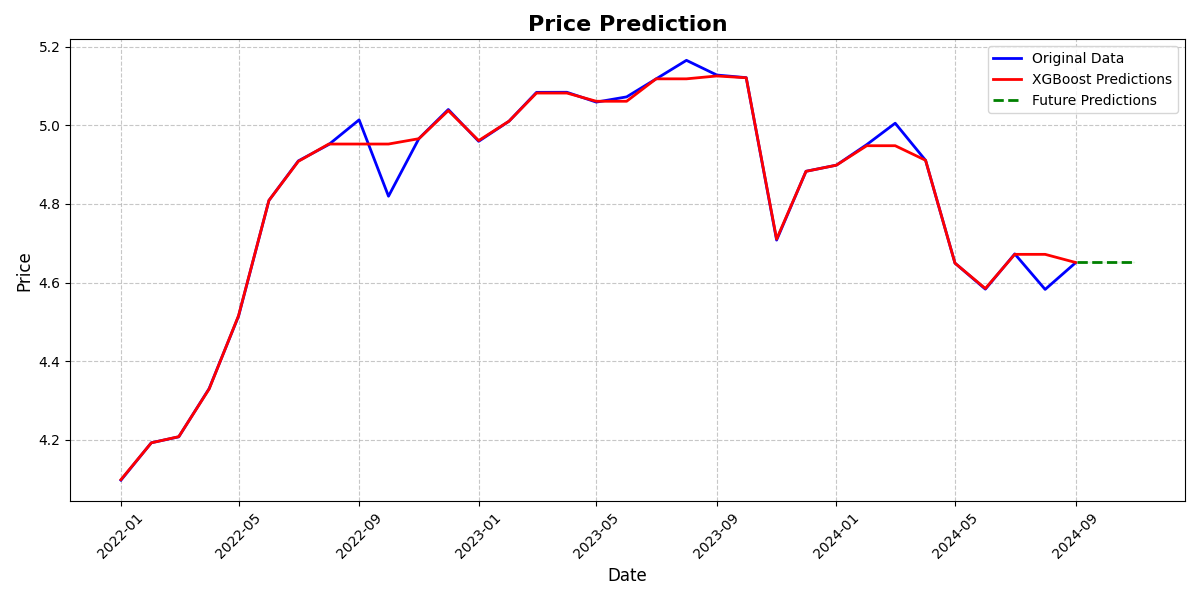 Price Prediction
Original Data
XGBoost Predictions
Future Predictions
Price
5.2
5.0
4.8
4.6
4.4
4.2
2022-01
2022-05
2022-09
2023-01
2023-05
2023-09
2024-01
2024-05
2024-09
Date